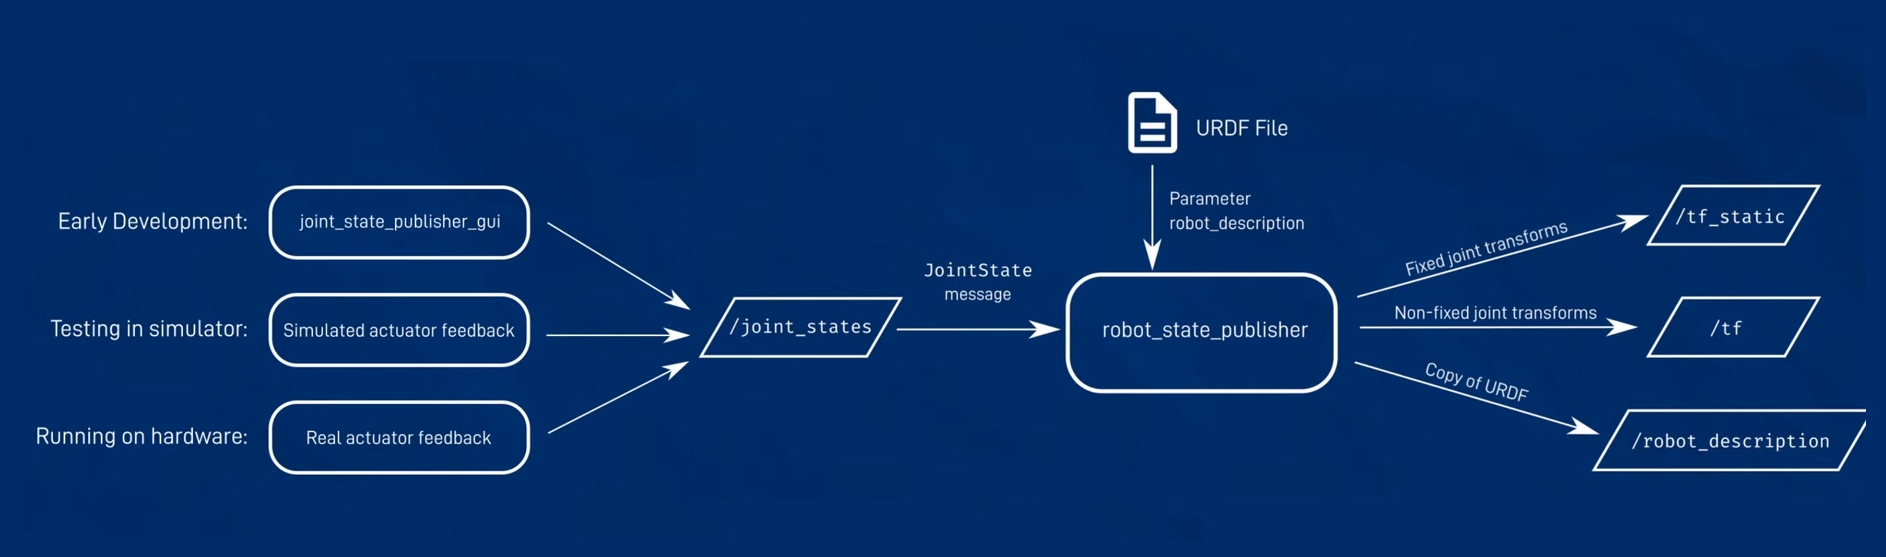 URDF File
Parameter
robot_description
Early Development:
joint_state_publisher_gui
Testing in simulator:
Simulated actuator feedback
Running on hardware:
Real actuator feedback
/joint_states
JointState
message
robot_state_publisher
Fixed joint transforms
/tf_static
Non-fixed joint transforms
/tf
Copy of URDF
/robot_description